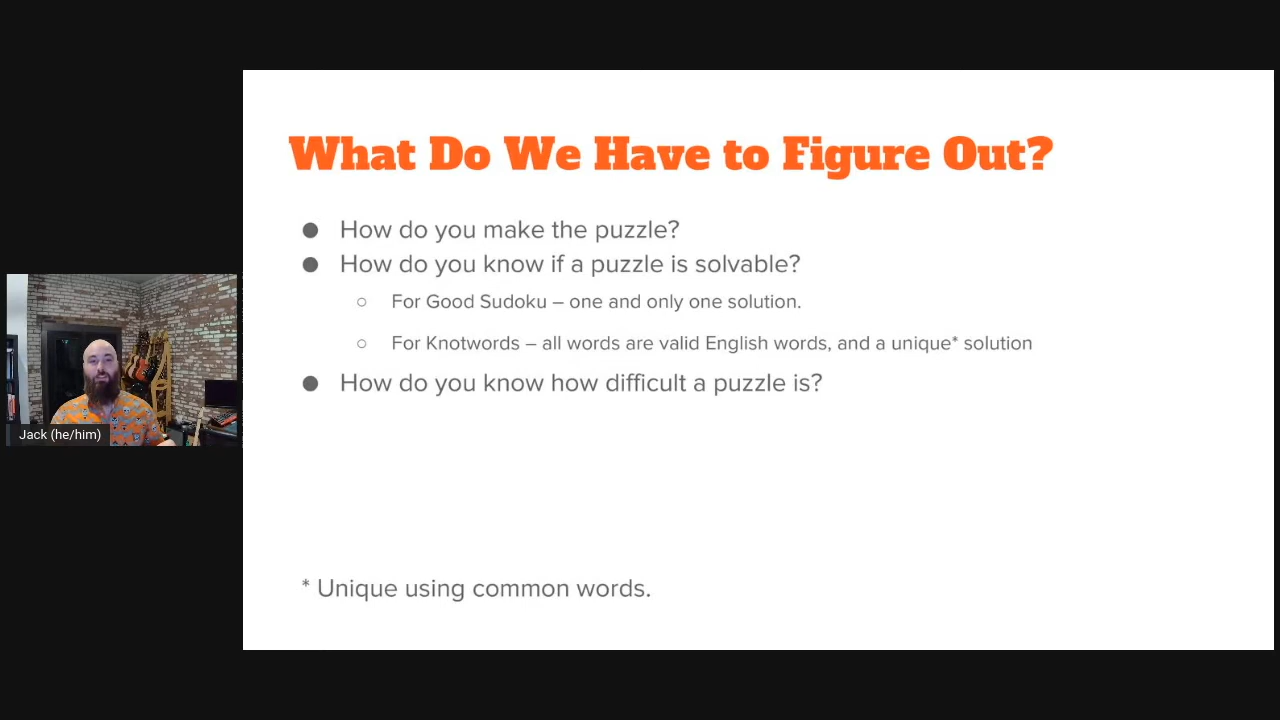 What Do We Have to Figure Out?
● How do you make the puzzle?
● How do you know if a puzzle is solvable?
○ For Good Sudoku – one and only one solution.
○ For Knotwords – all words are valid English words, and a unique* solution
● How do you know how difficult a puzzle is?
* Unique using common words.
Jack (he/him)